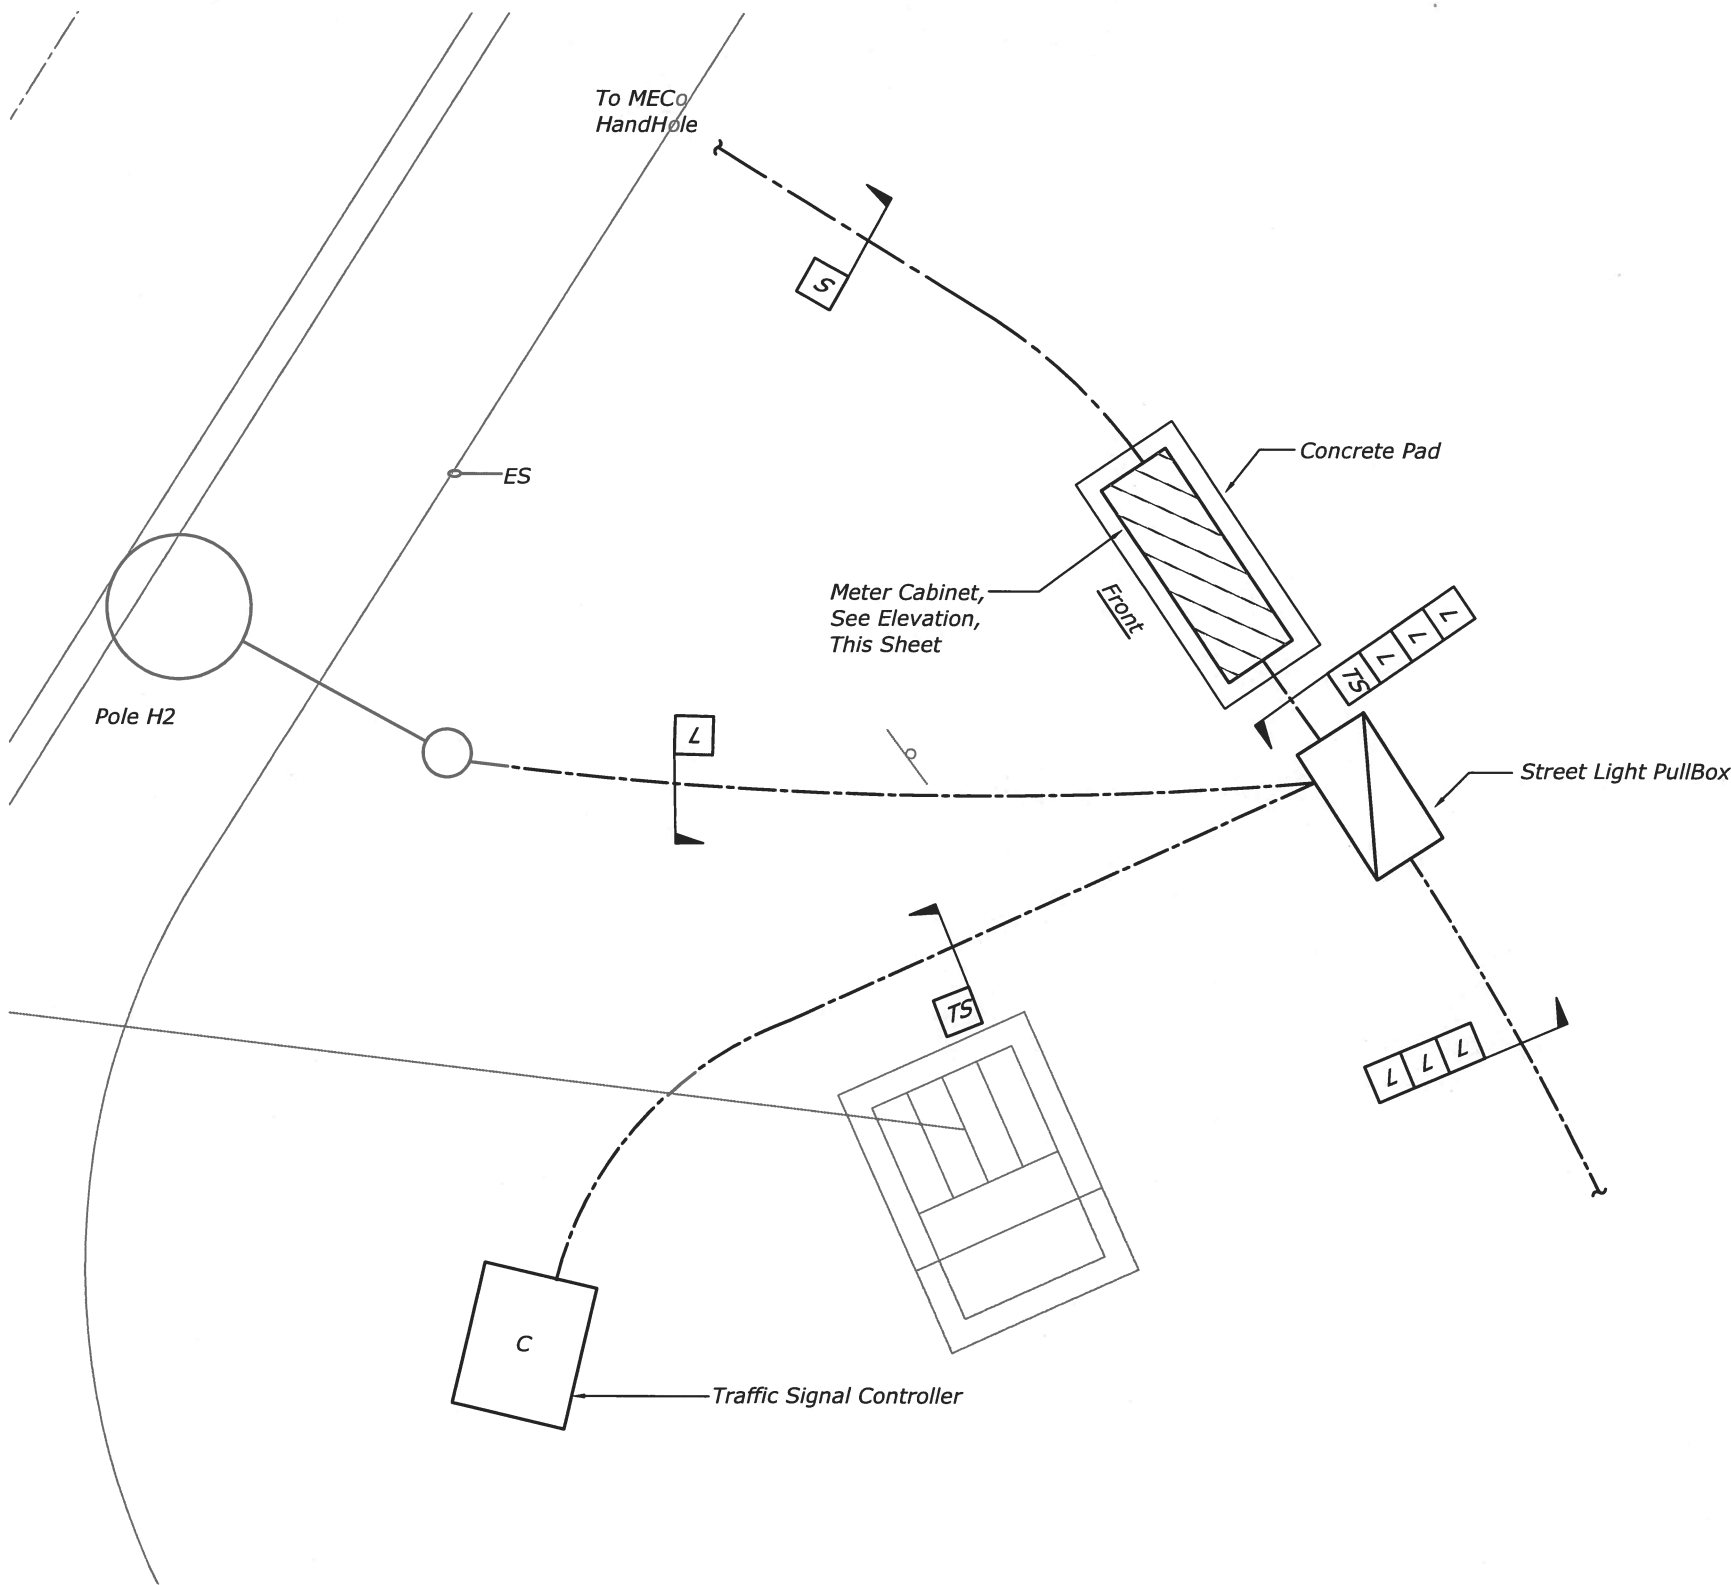 To MECo
HandHole
S
Concrete Pad
ES
Meter Cabinet,
See Elevation,
This Sheet
Front
TS L L L
Pole H2
L
Street Light PullBox
TS
L L L
C
Traffic Signal Controller